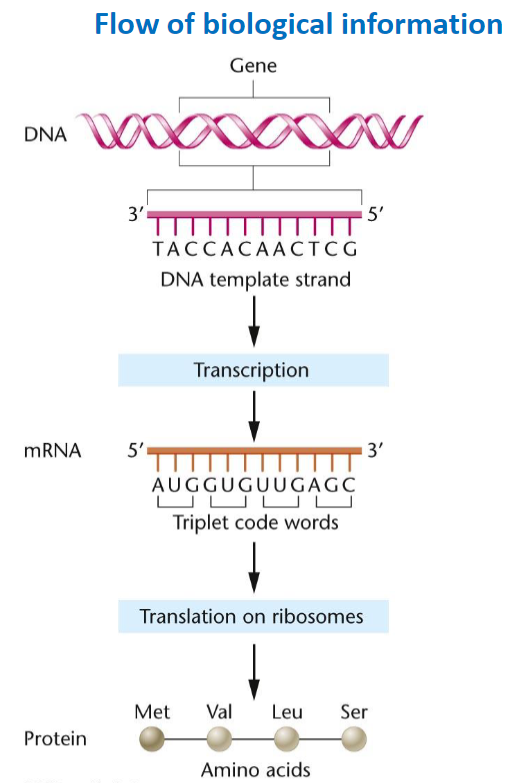 Flow of biological information
Gene
DNA
3′ 5′
TACCACAACTCG
DNA template strand
Transcription
mRNA 5′ 3′
AUGGUGUUGAGC
Triplet code words
Translation on ribosomes
Met Val Leu Ser
Protein
Amino acids